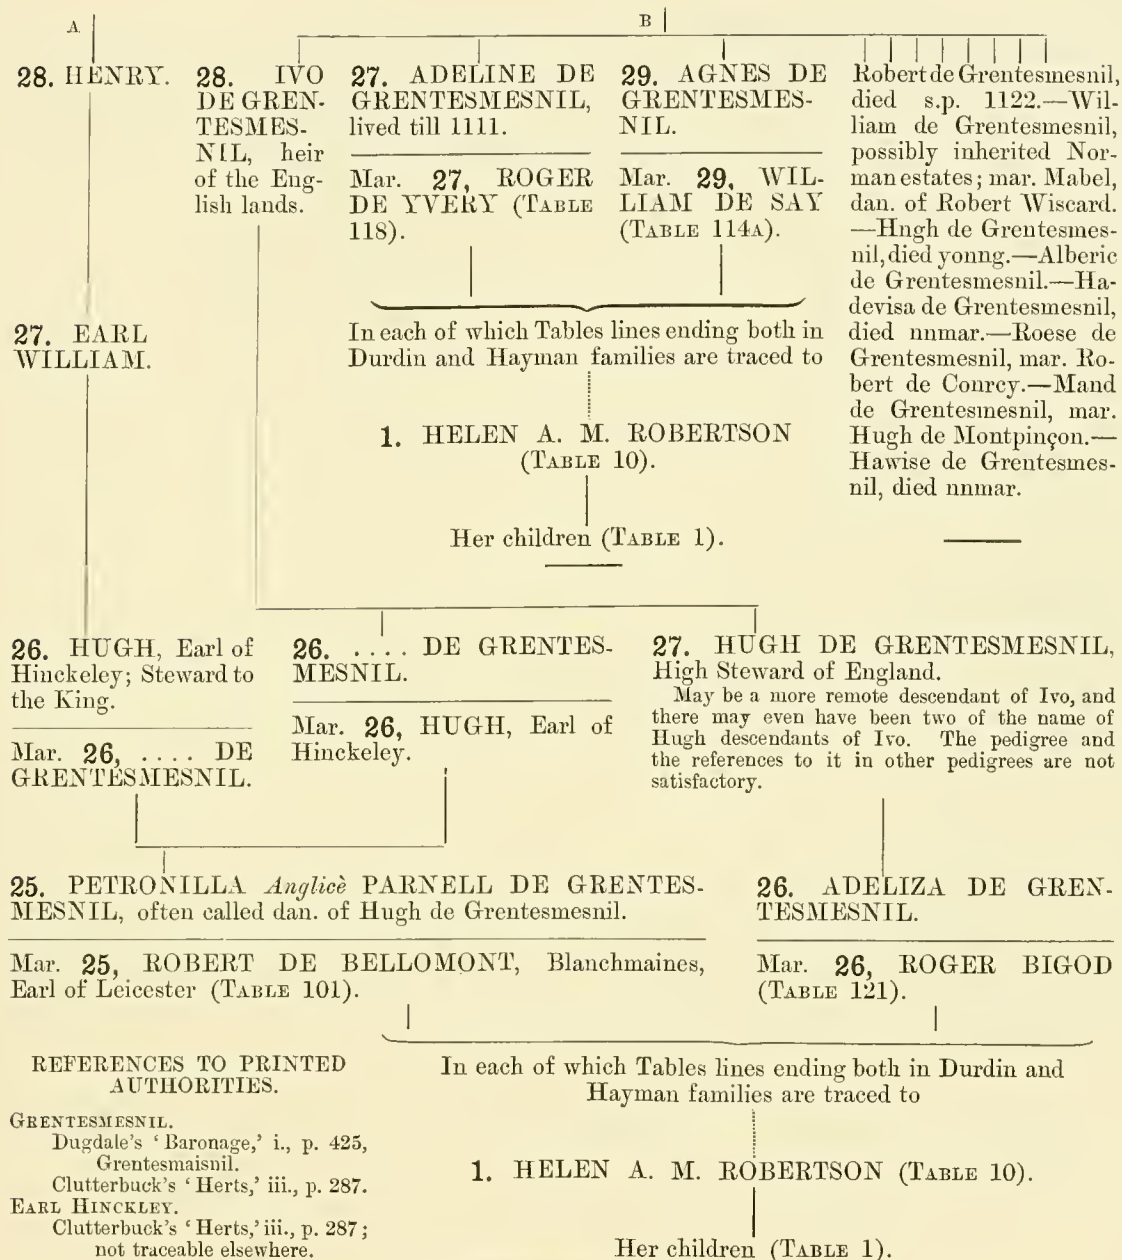 A
B
28. HENRY.
28. IVO
DE GREN-
TESMES-
NIL, heir
of the Eng-
lish lands.
27. ADELINE DE
GRENTESMESNIL,
lived till 1111.
Mar. 27, ROGER
DE YVERY (TABLE
118).
29. AGNES DE
GRENTESMES-
NIL.
Mar. 29, WIL-
LIAM DE SAY
(TABLE 114A).
Robert de Grentesmesnil,
died s.p. 1122.—Wil-
liam de Grentesmesnil,
possibly inherited Nor-
man estates; mar. Mabel,
dan. of Robert Wiscard.
—Hugh de Grentesmes-
nil, died young.—Alberic
de Grentesmesnil.—Ha-
devisa de Grentesmesnil,
died unmar.—Roese de
Grentesmesnil, mar. Ro-
bert de Courcy.—Maud
de Grentesmesnil, mar.
Hugh de Montpinçon.—
Hawise de Grentesmes-
nil, died unmar.
In each of which Tables lines ending both in
Durdin and Hayman families are traced to
1. HELEN A. M. ROBERTSON
(TABLE 10).
Her children (TABLE 1).
27. EARL
WILLIAM.
26. HUGH, Earl of
Hinckeley; Steward to
the King.
Mar. 26, .... DE
GRENTESMESNIL.
26. .... DE GRENTES-
MESNIL.
Mar. 26, HUGH, Earl of
Hinckeley.
27. HUGH DE GRENTESMESNIL,
High Steward of England.
May be a more remote descendant of Ivo, and
there may even have been two of the name of
Hugh descendants of Ivo. The pedigree and
the references to it in other pedigrees are not
satisfactory.
25. PETRONILLA Anglicè PARNELL DE GRENTES-
MESNIL, often called dan. of Hugh de Grentesmesnil.
Mar. 25, ROBERT DE BELLOMONT, Blanchmaines,
Earl of Leicester (TABLE 101).
26. ADELIZA DE GREN-
TESMESNIL.
Mar. 26, ROGER BIGOD
(TABLE 121).
In each of which Tables lines ending both in Durdin and
Hayman families are traced to
1. HELEN A. M. ROBERTSON (TABLE 10).
Her children (TABLE 1).
REFERENCES TO PRINTED
AUTHORITIES.
GRENTESMESNIL.
Dugdale's ‘Baronage,’ i., p. 425,
Grentesmaisnil.
Clutterbuck's ‘Herts,’ iii., p. 287.
EARL HINCKLEY.
Clutterbuck's ‘Herts,’ iii., p. 287;
not traceable elsewhere.